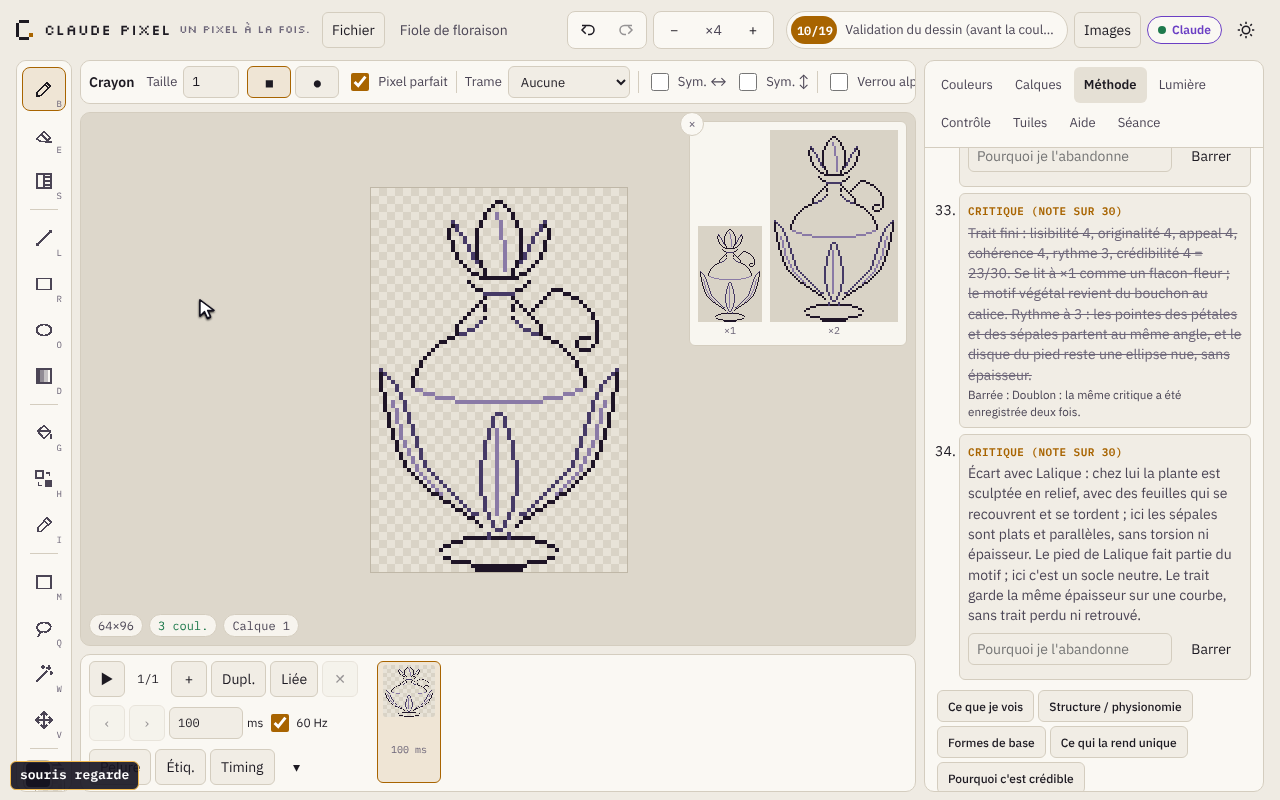 CLAUDE PIXEL UN PIXEL À LA FOIS.
Fichier
Fiole de floraison
− ×4 +
10/19 Validation du dessin (avant la coul…
Images
Claude
Crayon Taille 1
Pixel parfait
Trame Aucune
Sym. ↔
Sym. ↕
Verrou alp
B
E
S
L
R
O
D
G
H
I
M
Q
W
V
×
×1
×2
64×96
3 coul.
Calque 1
1/1
+
Dupl.
Liée
×
‹
›
100 ms
60 Hz
Étiq.
Timing
▼
100 ms
souris regarde
Couleurs
Calques
Méthode
Lumière
Contrôle
Tuiles
Aide
Séance
Pourquoi je l'abandonne
Barrer
33.
CRITIQUE (NOTE SUR 30)
Trait fini : lisibilité 4, originalité 4, appeal 4,
cohérence 4, rythme 3, crédibilité 4 =
23/30. Se lit à ×1 comme un flacon-fleur ;
le motif végétal revient du bouchon au
calice. Rythme à 3 : les pointes des pétales
et des sépales partent au même angle, et le
disque du pied reste une ellipse nue, sans
épaisseur.
Barrée : Doublon : la même critique a été
enregistrée deux fois.
34.
CRITIQUE (NOTE SUR 30)
Écart avec Lalique : chez lui la plante est
sculptée en relief, avec des feuilles qui se
recouvrent et se tordent ; ici les sépales
sont plats et parallèles, sans torsion ni
épaisseur. Le pied de Lalique fait partie du
motif ; ici c'est un socle neutre. Le trait
garde la même épaisseur sur une courbe,
sans trait perdu ni retrouvé.
Pourquoi je l'abandonne
Barrer
Ce que je vois
Structure / physionomie
Formes de base
Ce qui la rend unique
Pourquoi c'est crédible